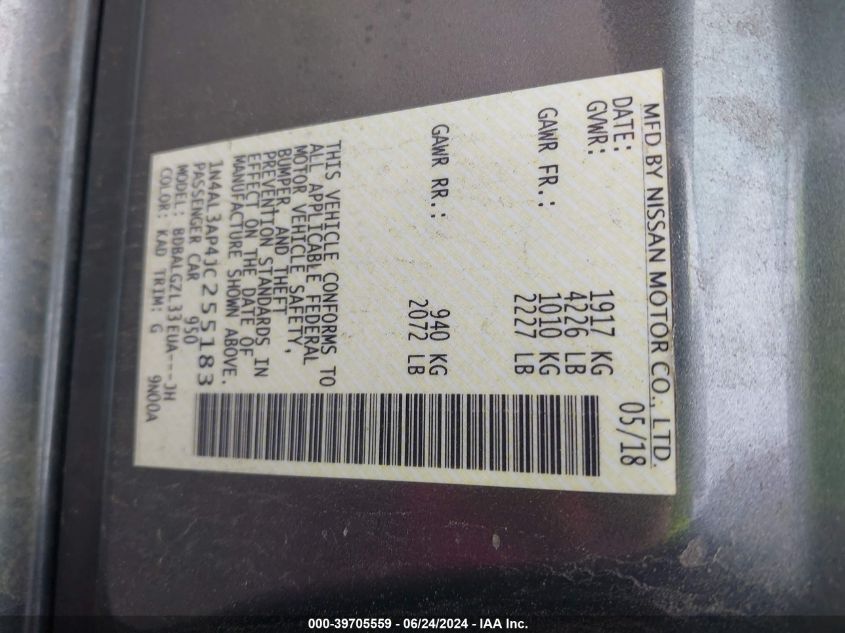 MFD BY NISSAN MOTOR CO., LTD.
DATE: 05/18
GVWR: 1917 KG
4226 LB
GAWR FR.: 1010 KG
2227 LB
GAWR RR.: 940 KG
2072 LB
THIS VEHICLE CONFORMS TO
ALL APPLICABLE FEDERAL
MOTOR VEHICLE SAFETY,
BUMPER, AND THEFT
PREVENTION STANDARDS IN
EFFECT ON THE DATE OF
MANUFACTURE SHOWN ABOVE.
1N4AL3AP4JC255183
PASSENGER CAR 950
MODEL: BDBALGZL33EUA---JH
COLOR: KAD TRIM: G 9N00A
000-39705559 - 06/24/2024 - IAA Inc.